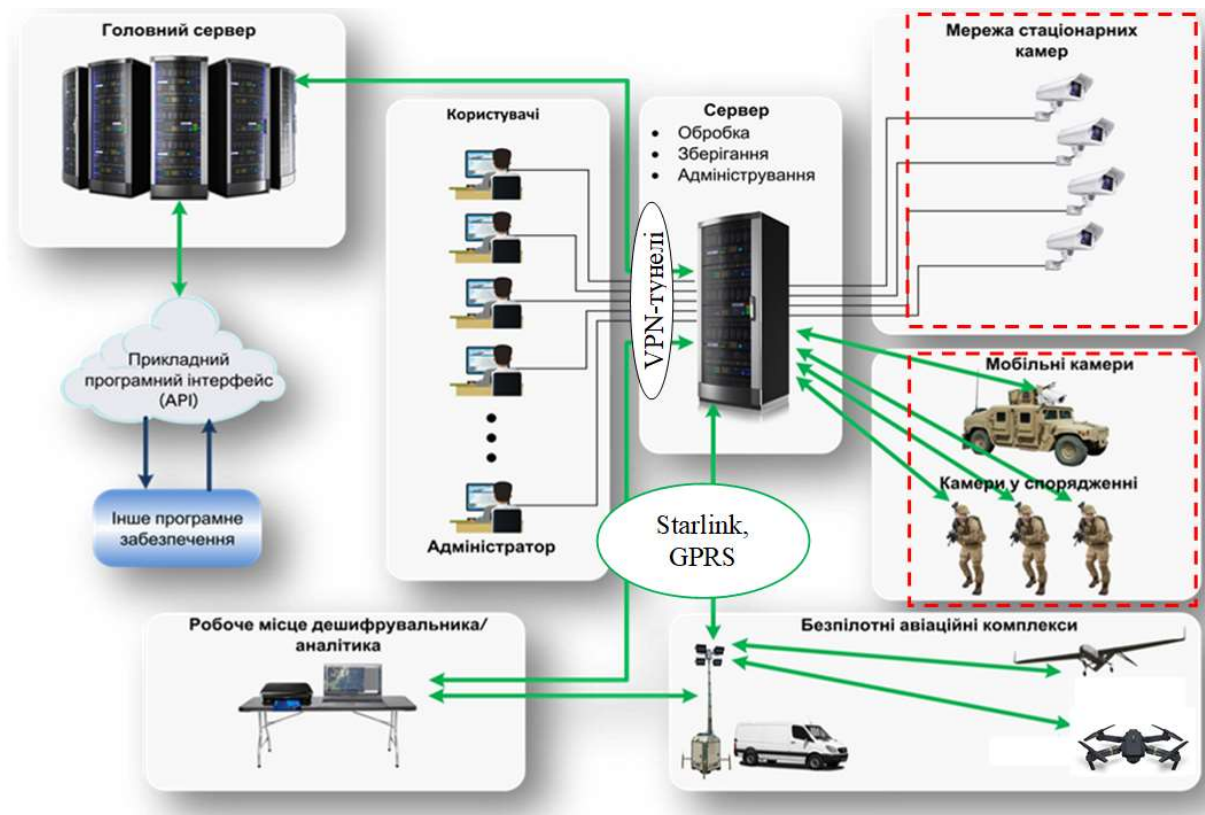 Головний сервер
Користувачі
Сервер
• Обробка
• Зберігання
• Адміністрування
Мережа стаціонарних
камер
VPN-тунелі
Прикладний
програмний інтерфейс
(API)
Інше програмне
забезпечення
Адміністратор
Starlink,
GPRS
Мобільні камери
Камери у спорядженні
Робоче місце дешифрувальника/
аналітика
Безпілотні авіаційні комплекси